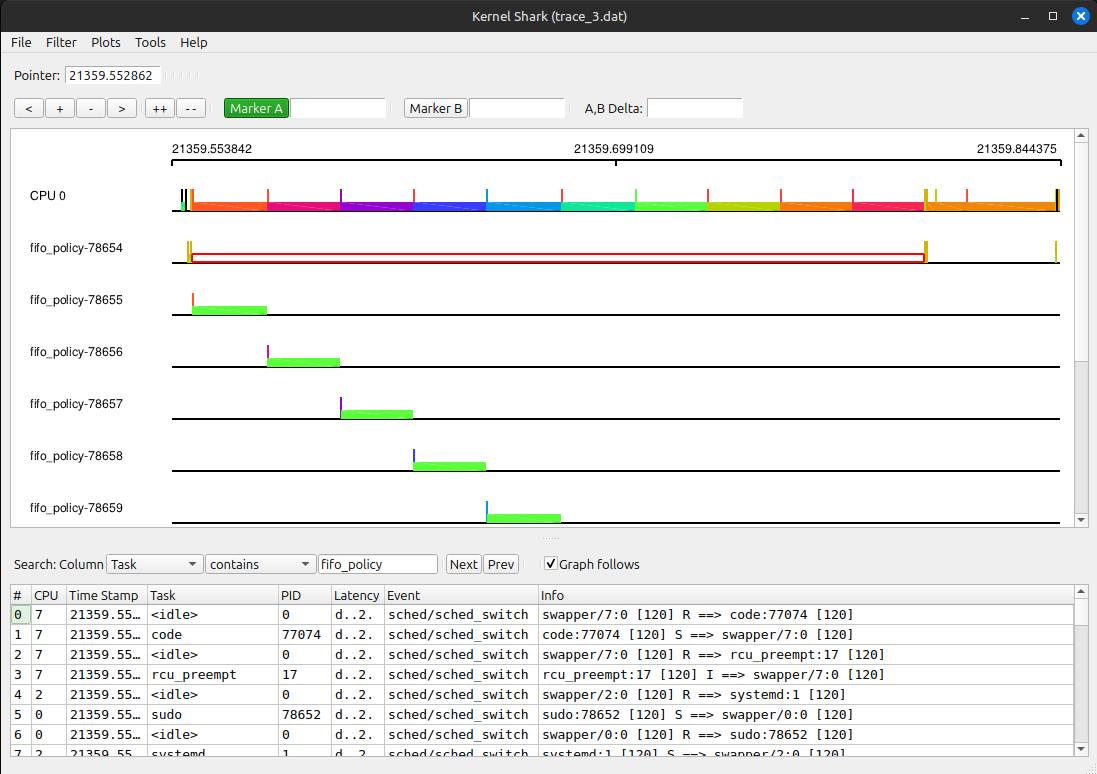 Kernel Shark (trace_3.dat)
File Filter Plots Tools Help
Pointer: 21359.552862
< + - > ++ -- Marker A Marker B A,B Delta:
21359.553842 21359.699109 21359.844375
CPU 0
fifo_policy-78654
fifo_policy-78655
fifo_policy-78656
fifo_policy-78657
fifo_policy-78658
fifo_policy-78659
Search: Column Task contains fifo_policy Next Prev Graph follows
# CPU Time Stamp Task PID Latency Event Info
0 7 21359.55... <idle> 0 d..2. sched/sched_switch swapper/7:0 [120] R ==> code:77074 [120]
1 7 21359.55... code 77074 d..2. sched/sched_switch code:77074 [120] S ==> swapper/7:0 [120]
2 7 21359.55... <idle> 0 d..2. sched/sched_switch swapper/7:0 [120] R ==> rcu_preempt:17 [120]
3 7 21359.55... rcu_preempt 17 d..2. sched/sched_switch rcu_preempt:17 [120] I ==> swapper/7:0 [120]
4 2 21359.55... <idle> 0 d..2. sched/sched_switch swapper/2:0 [120] R ==> systemd:1 [120]
5 0 21359.55... sudo 78652 d..2. sched/sched_switch sudo:78652 [120] S ==> swapper/0:0 [120]
6 0 21359.55... <idle> 0 d..2. sched/sched_switch swapper/0:0 [120] R ==> sudo:78652 [120]
7 2 21359.55... systemd 1 d..2. sched/sched_switch systemd:1 [120] S ==> swapper/2:0 [120]